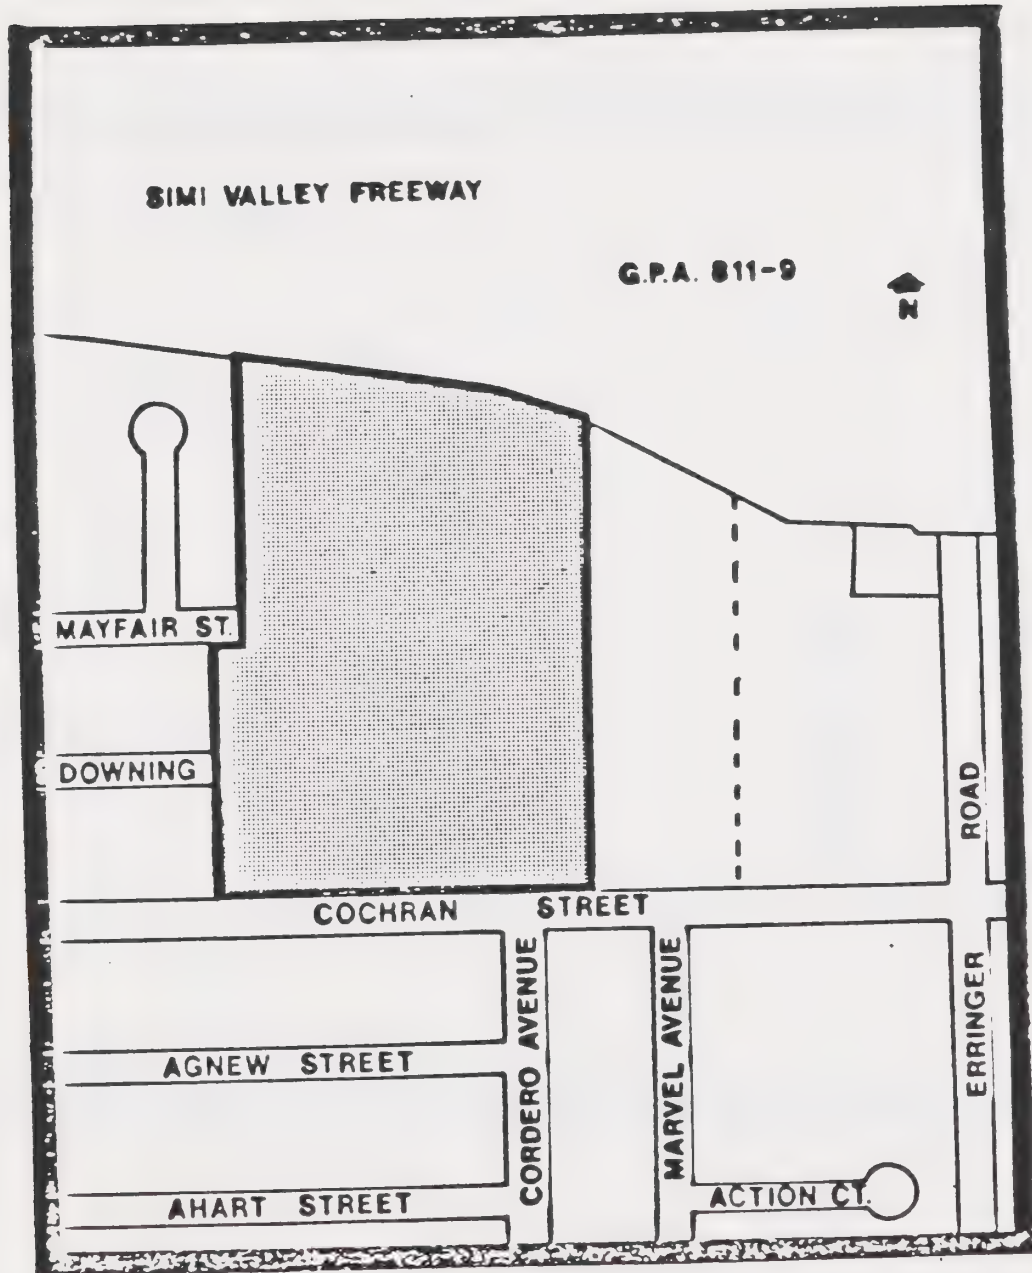 SIMI VALLEY FREEWAY
G.P.A. 811-9
N
MAYFAIR ST.
DOWNING
ROAD
COCHRAN STREET
CORDERO AVENUE
MARVEL AVENUE
ERRINGER
AGNEW STREET
AHART STREET
ACTION CT.